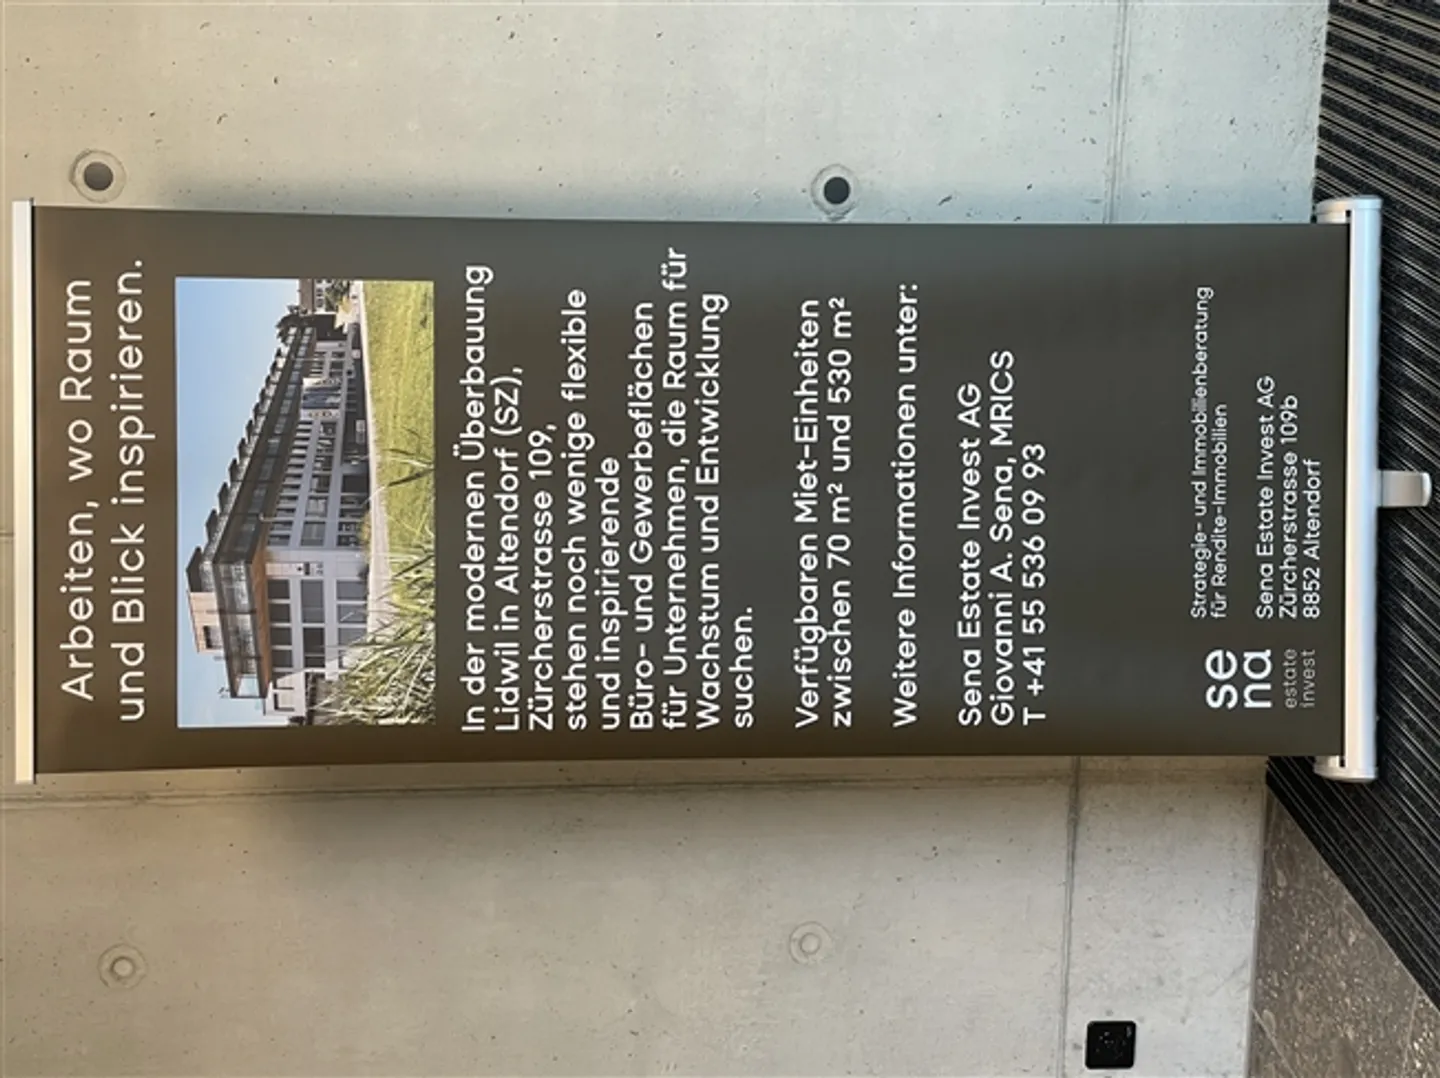 Arbeiten, wo Raum
und Blick inspirieren.
In der modernen Überbauung
Lidwil in Altendorf (SZ),
Zürcherstrasse 109,
stehen noch wenige flexible
und inspirierende
Büro- und Gewerbeflächen
für Unternehmen, die Raum für
Wachstum und Entwicklung
suchen.
Verfügbaren Miet-Einheiten
zwischen 70 m² und 530 m²
Weitere Informationen unter:
Sena Estate Invest AG
Giovanni A. Sena, MRICS
T +41 55 536 09 93
se
na
estate
invest
Strategie- und Immobilienberatung
für Rendite-Immobilien
Sena Estate Invest AG
Zürcherstrasse 109b
8852 Altendorf